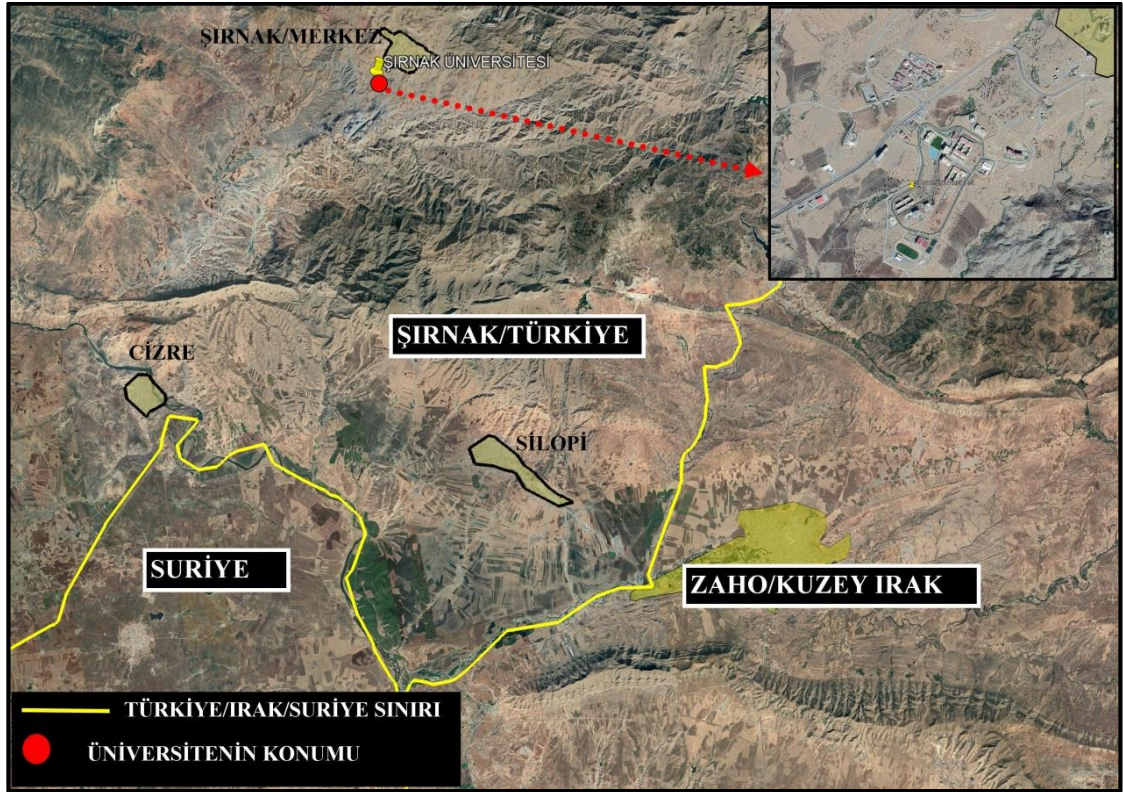 ŞIRNAK/MERKEZ
ŞIRNAK ÜNİVERSİTESİ
ŞIRNAK/TÜRKİYE
CİZRE
SİLOPİ
SURİYE
ZAHO/KUZEY IRAK
TÜRKİYE/IRAK/SURİYE SINIRI
ÜNİVERSİTENİN KONUMU